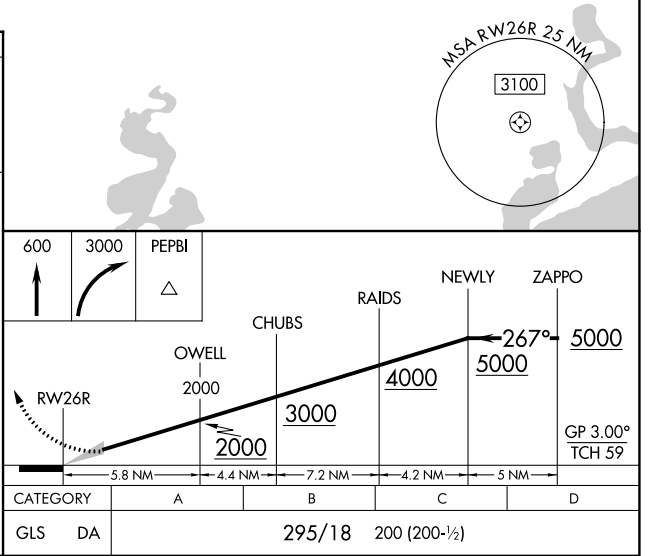 MSA RW26R 25 NM
3100
600 3000 PEPBI
NEWLY ZAPPO
RAIDS
CHUBS
267° 5000
OWELL
5000
4000
2000
RW26R
3000
GP 3.00°
2000
TCH 59
5.8 NM 4.4 NM 7.2 NM 4.2 NM 5 NM
CATEGORY A B C D
GLS DA 295/18 200 (200-½)